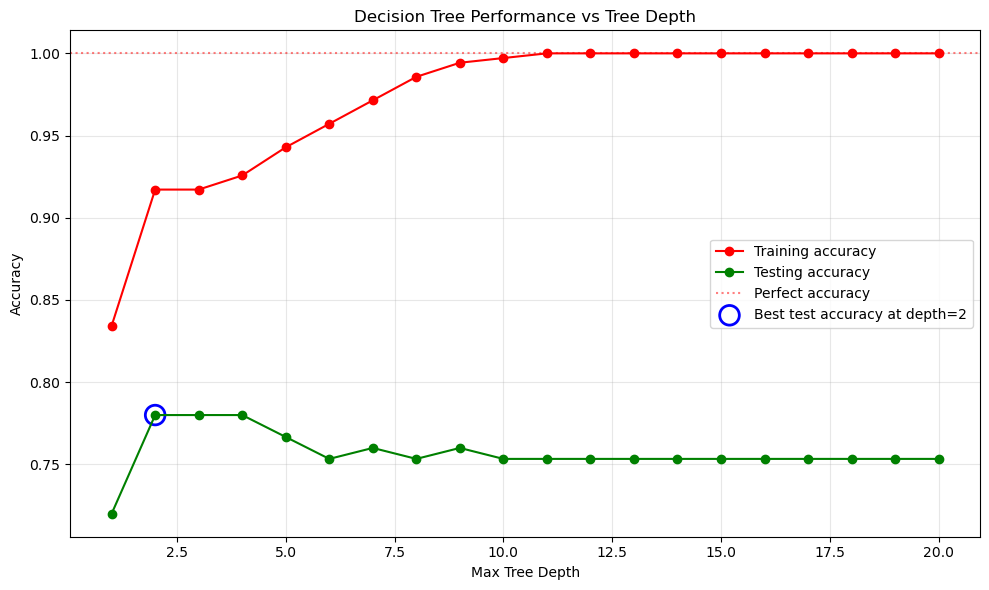 Decision Tree Performance vs Tree Depth
Accuracy
1.00
0.95
0.90
0.85
0.80
0.75
Training accuracy
Testing accuracy
Perfect accuracy
Best test accuracy at depth=2
2.5 5.0 7.5 10.0 12.5 15.0 17.5 20.0
Max Tree Depth